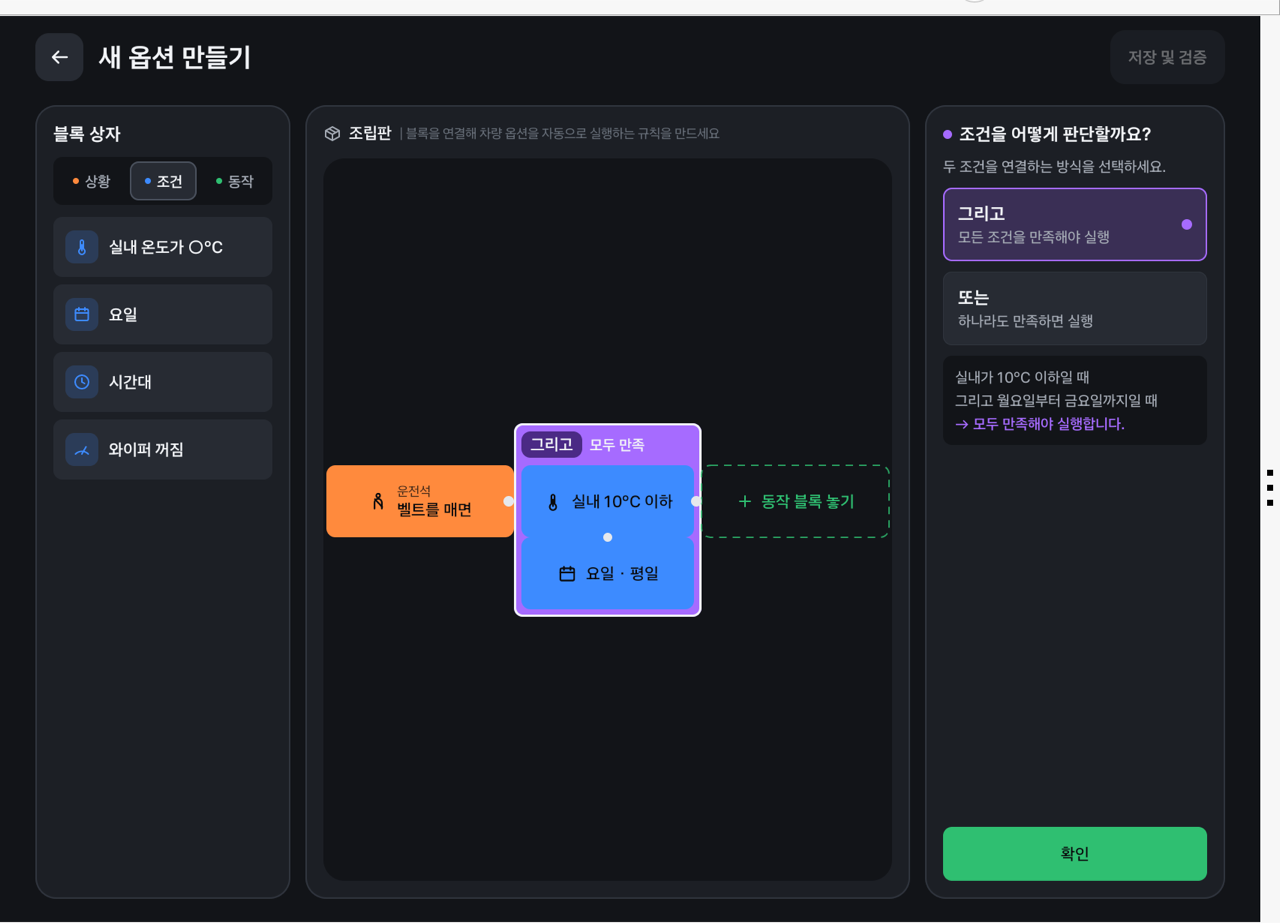 새 옵션 만들기
저장 및 검증
블록 상자
상황
조건
동작
실내 온도가 〇°C
요일
시간대
와이퍼 꺼짐
조립판 | 블록을 연결해 차량 옵션을 자동으로 실행하는 규칙을 만드세요
운전석
벨트를 매면
그리고 모두 만족
실내 10°C 이하
요일 · 평일
+ 동작 블록 놓기
조건을 어떻게 판단할까요?
두 조건을 연결하는 방식을 선택하세요.
그리고
모든 조건을 만족해야 실행
또는
하나라도 만족하면 실행
실내가 10°C 이하일 때
그리고 월요일부터 금요일까지일 때
→ 모두 만족해야 실행합니다.
확인